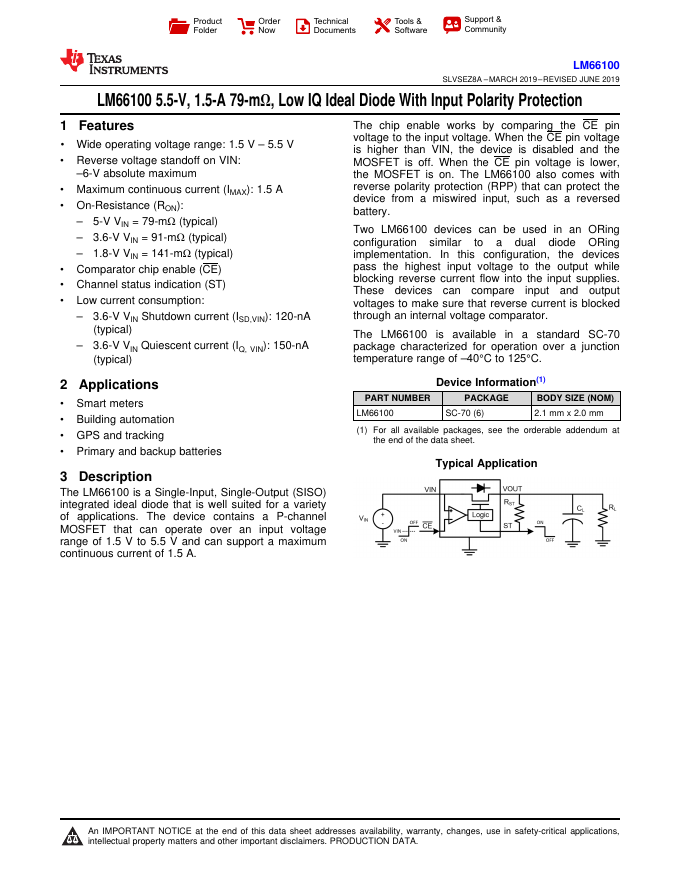 Product
Folder
Order
Now
Technical
Documents
Tools &
Software
Support &
Community
TEXAS
INSTRUMENTS
LM66100
SLVSEZ8A –MARCH 2019–REVISED JUNE 2019
LM66100 5.5-V, 1.5-A 79-mΩ, Low IQ Ideal Diode With Input Polarity Protection
1 Features
• Wide operating voltage range: 1.5 V – 5.5 V
• Reverse voltage standoff on VIN:
–6-V absolute maximum
• Maximum continuous current (IMAX): 1.5 A
• On-Resistance (RON):
– 5-V VIN = 79-mΩ (typical)
– 3.6-V VIN = 91-mΩ (typical)
– 1.8-V VIN = 141-mΩ (typical)
• Comparator chip enable (CE)
• Channel status indication (ST)
• Low current consumption:
– 3.6-V VIN Shutdown current (ISD,VIN): 120-nA
(typical)
– 3.6-V VIN Quiescent current (IQ, VIN): 150-nA
(typical)
2 Applications
• Smart meters
• Building automation
• GPS and tracking
• Primary and backup batteries
3 Description
The LM66100 is a Single-Input, Single-Output (SISO)
integrated ideal diode that is well suited for a variety
of applications. The device contains a P-channel
MOSFET that can operate over an input voltage
range of 1.5 V to 5.5 V and can support a maximum
continuous current of 1.5 A.
The chip enable works by comparing the CE pin
voltage to the input voltage. When the CE pin voltage
is higher than VIN, the device is disabled and the
MOSFET is off. When the CE pin voltage is lower,
the MOSFET is on. The LM66100 also comes with
reverse polarity protection (RPP) that can protect the
device from a miswired input, such as a reversed
battery.
Two LM66100 devices can be used in an ORing
configuration similar to a dual diode ORing
implementation. In this configuration, the devices
pass the highest input voltage to the output while
blocking reverse current flow into the input supplies.
These devices can compare input and output
voltages to make sure that reverse current is blocked
through an internal voltage comparator.
The LM66100 is available in a standard SC-70
package characterized for operation over a junction
temperature range of –40°C to 125°C.
Device Information(1)
PART NUMBER PACKAGE BODY SIZE (NOM)
LM66100 SC-70 (6) 2.1 mm x 2.0 mm
(1) For all available packages, see the orderable addendum at
the end of the data sheet.
Typical Application
VIN VOUT
RST
VIN + - Logic CL RL
OFF CE ST ON
VIN
ON OFF
An IMPORTANT NOTICE at the end of this data sheet addresses availability, warranty, changes, use in safety-critical applications,
intellectual property matters and other important disclaimers. PRODUCTION DATA.